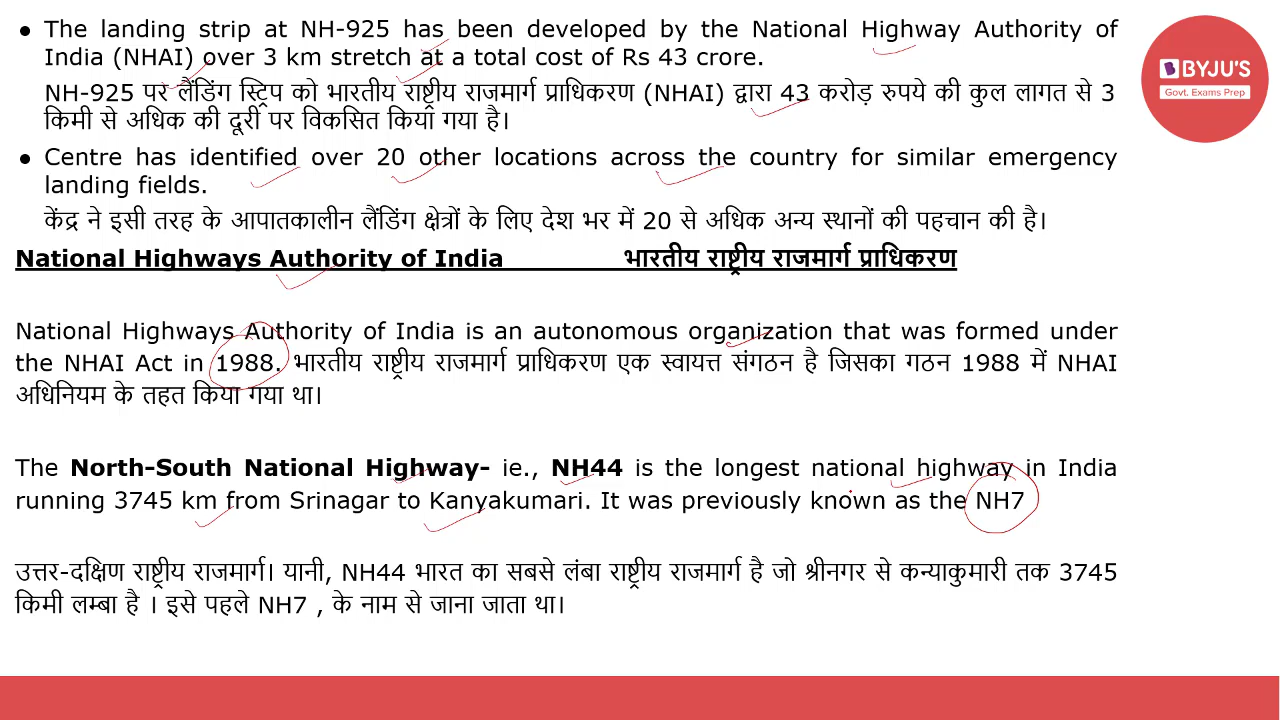 • The landing strip at NH-925 has been developed by the National Highway Authority of
India (NHAI) over 3 km stretch at a total cost of Rs 43 crore.
NH-925 पर लैंडिंग स्ट्रिप को भारतीय राष्ट्रीय राजमार्ग प्राधिकरण (NHAI) द्वारा 43 करोड़ रुपये की कुल लागत से 3
किमी से अधिक की दूरी पर विकसित किया गया है।
• Centre has identified over 20 other locations across the country for similar emergency
landing fields.
केंद्र ने इसी तरह के आपातकालीन लैंडिंग क्षेत्रों के लिए देश भर में 20 से अधिक अन्य स्थानों की पहचान की है।
National Highways Authority of India भारतीय राष्ट्रीय राजमार्ग प्राधिकरण
National Highways Authority of India is an autonomous organization that was formed under
the NHAI Act in 1988. भारतीय राष्ट्रीय राजमार्ग प्राधिकरण एक स्वायत्त संगठन है जिसका गठन 1988 में NHAI
अधिनियम के तहत किया गया था।
The North-South National Highway- ie., NH44 is the longest national highway in India
running 3745 km from Srinagar to Kanyakumari. It was previously known as the NH7
उत्तर-दक्षिण राष्ट्रीय राजमार्ग। यानी, NH44 भारत का सबसे लंबा राष्ट्रीय राजमार्ग है जो श्रीनगर से कन्याकुमारी तक 3745
किमी लम्बा है । इसे पहले NH7 , के नाम से जाना जाता था।
BYJU'S
Govt. Exams Prep